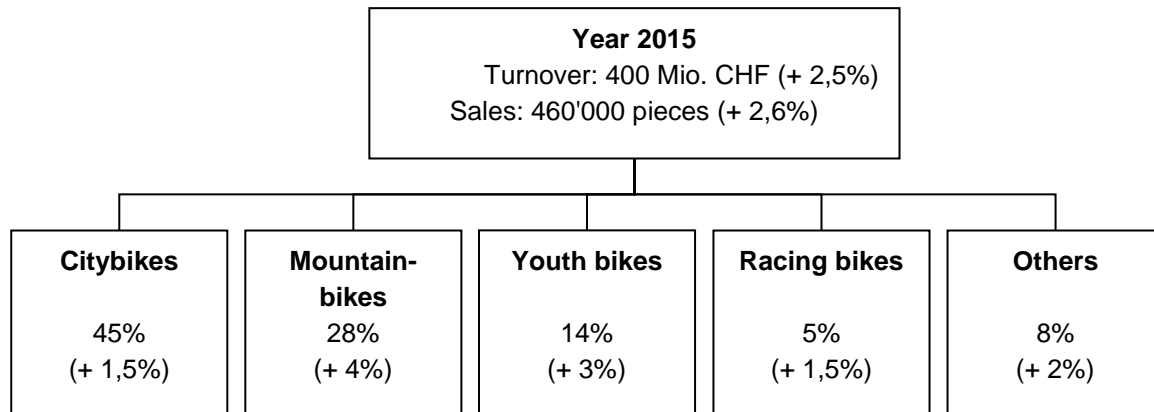 Year 2015
Turnover: 400 Mio. CHF (+ 2,5%)
Sales: 460'000 pieces (+ 2,6%)
Citybikes
45%
(+ 1,5%)
Mountain-
bikes
28%
(+ 4%)
Youth bikes
14%
(+ 3%)
Racing bikes
5%
(+ 1,5%)
Others
8%
(+ 2%)